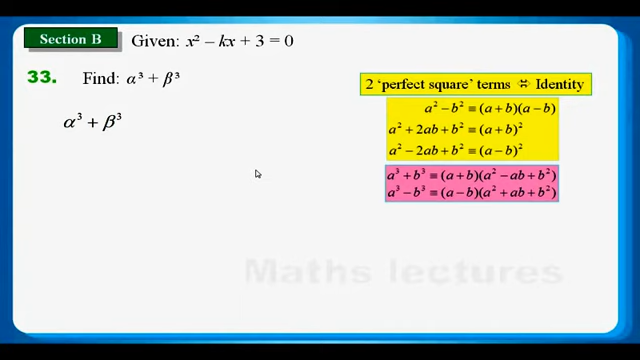 Section B Given: x² – kx + 3 = 0
33. Find: α³ + β³
α³ + β³
2 'perfect square' terms ⇔ Identity
a² − b² ≡ (a + b)(a − b)
a² + 2ab + b² ≡ (a + b)²
a² − 2ab + b² ≡ (a − b)²
a³ + b³ ≡ (a + b)(a² − ab + b²)
a³ − b³ ≡ (a − b)(a² + ab + b²)
Maths lectures